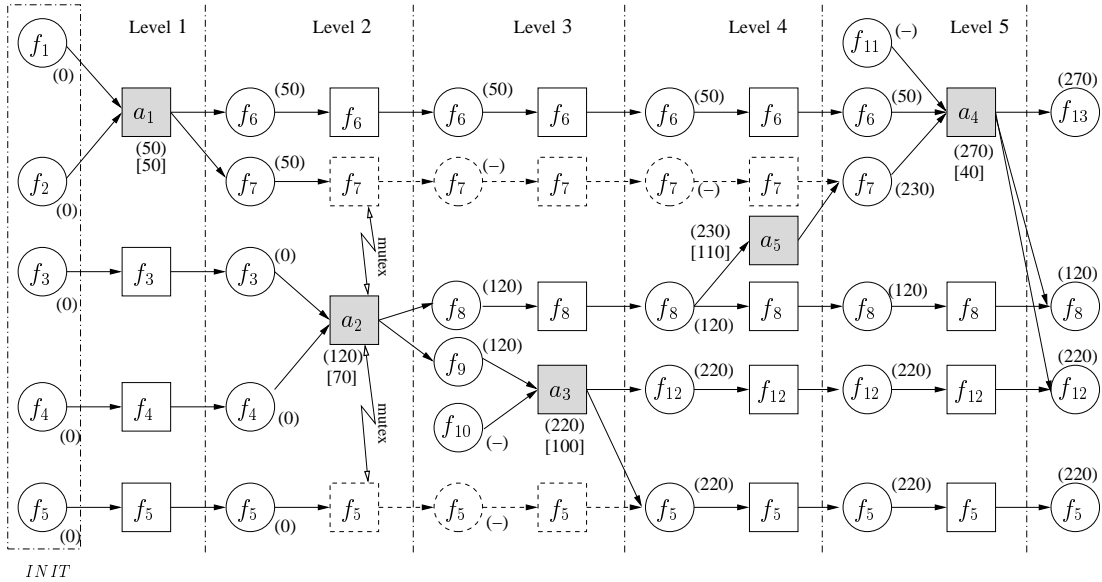 Level 1
Level 2
Level 3
Level 4
Level 5
f1
(0)
f2
(0)
f3
(0)
f4
(0)
f5
(0)
INIT
a1
(50)
[50]
f3
f4
f5
f6
(50)
f7
(50)
f3
(0)
f4
(0)
f5
(0)
f6
f7
mutex
a2
(120)
[70]
mutex
f5
f6
(50)
f7
(–)
f8
(120)
f9
(120)
f10
(–)
f5
(–)
f6
f7
f8
a3
(220)
[100]
f5
f6
(50)
f7
(–)
f8
(120)
f12
(220)
f5
(220)
f6
f7
(230)
[110]
a5
f8
f12
f5
f11
(–)
f6
(50)
f7
(230)
f8
(120)
f12
(220)
f5
(220)
a4
(270)
[40]
f8
f12
f5
(270)
f13
(120)
f8
(220)
f12
(220)
f5